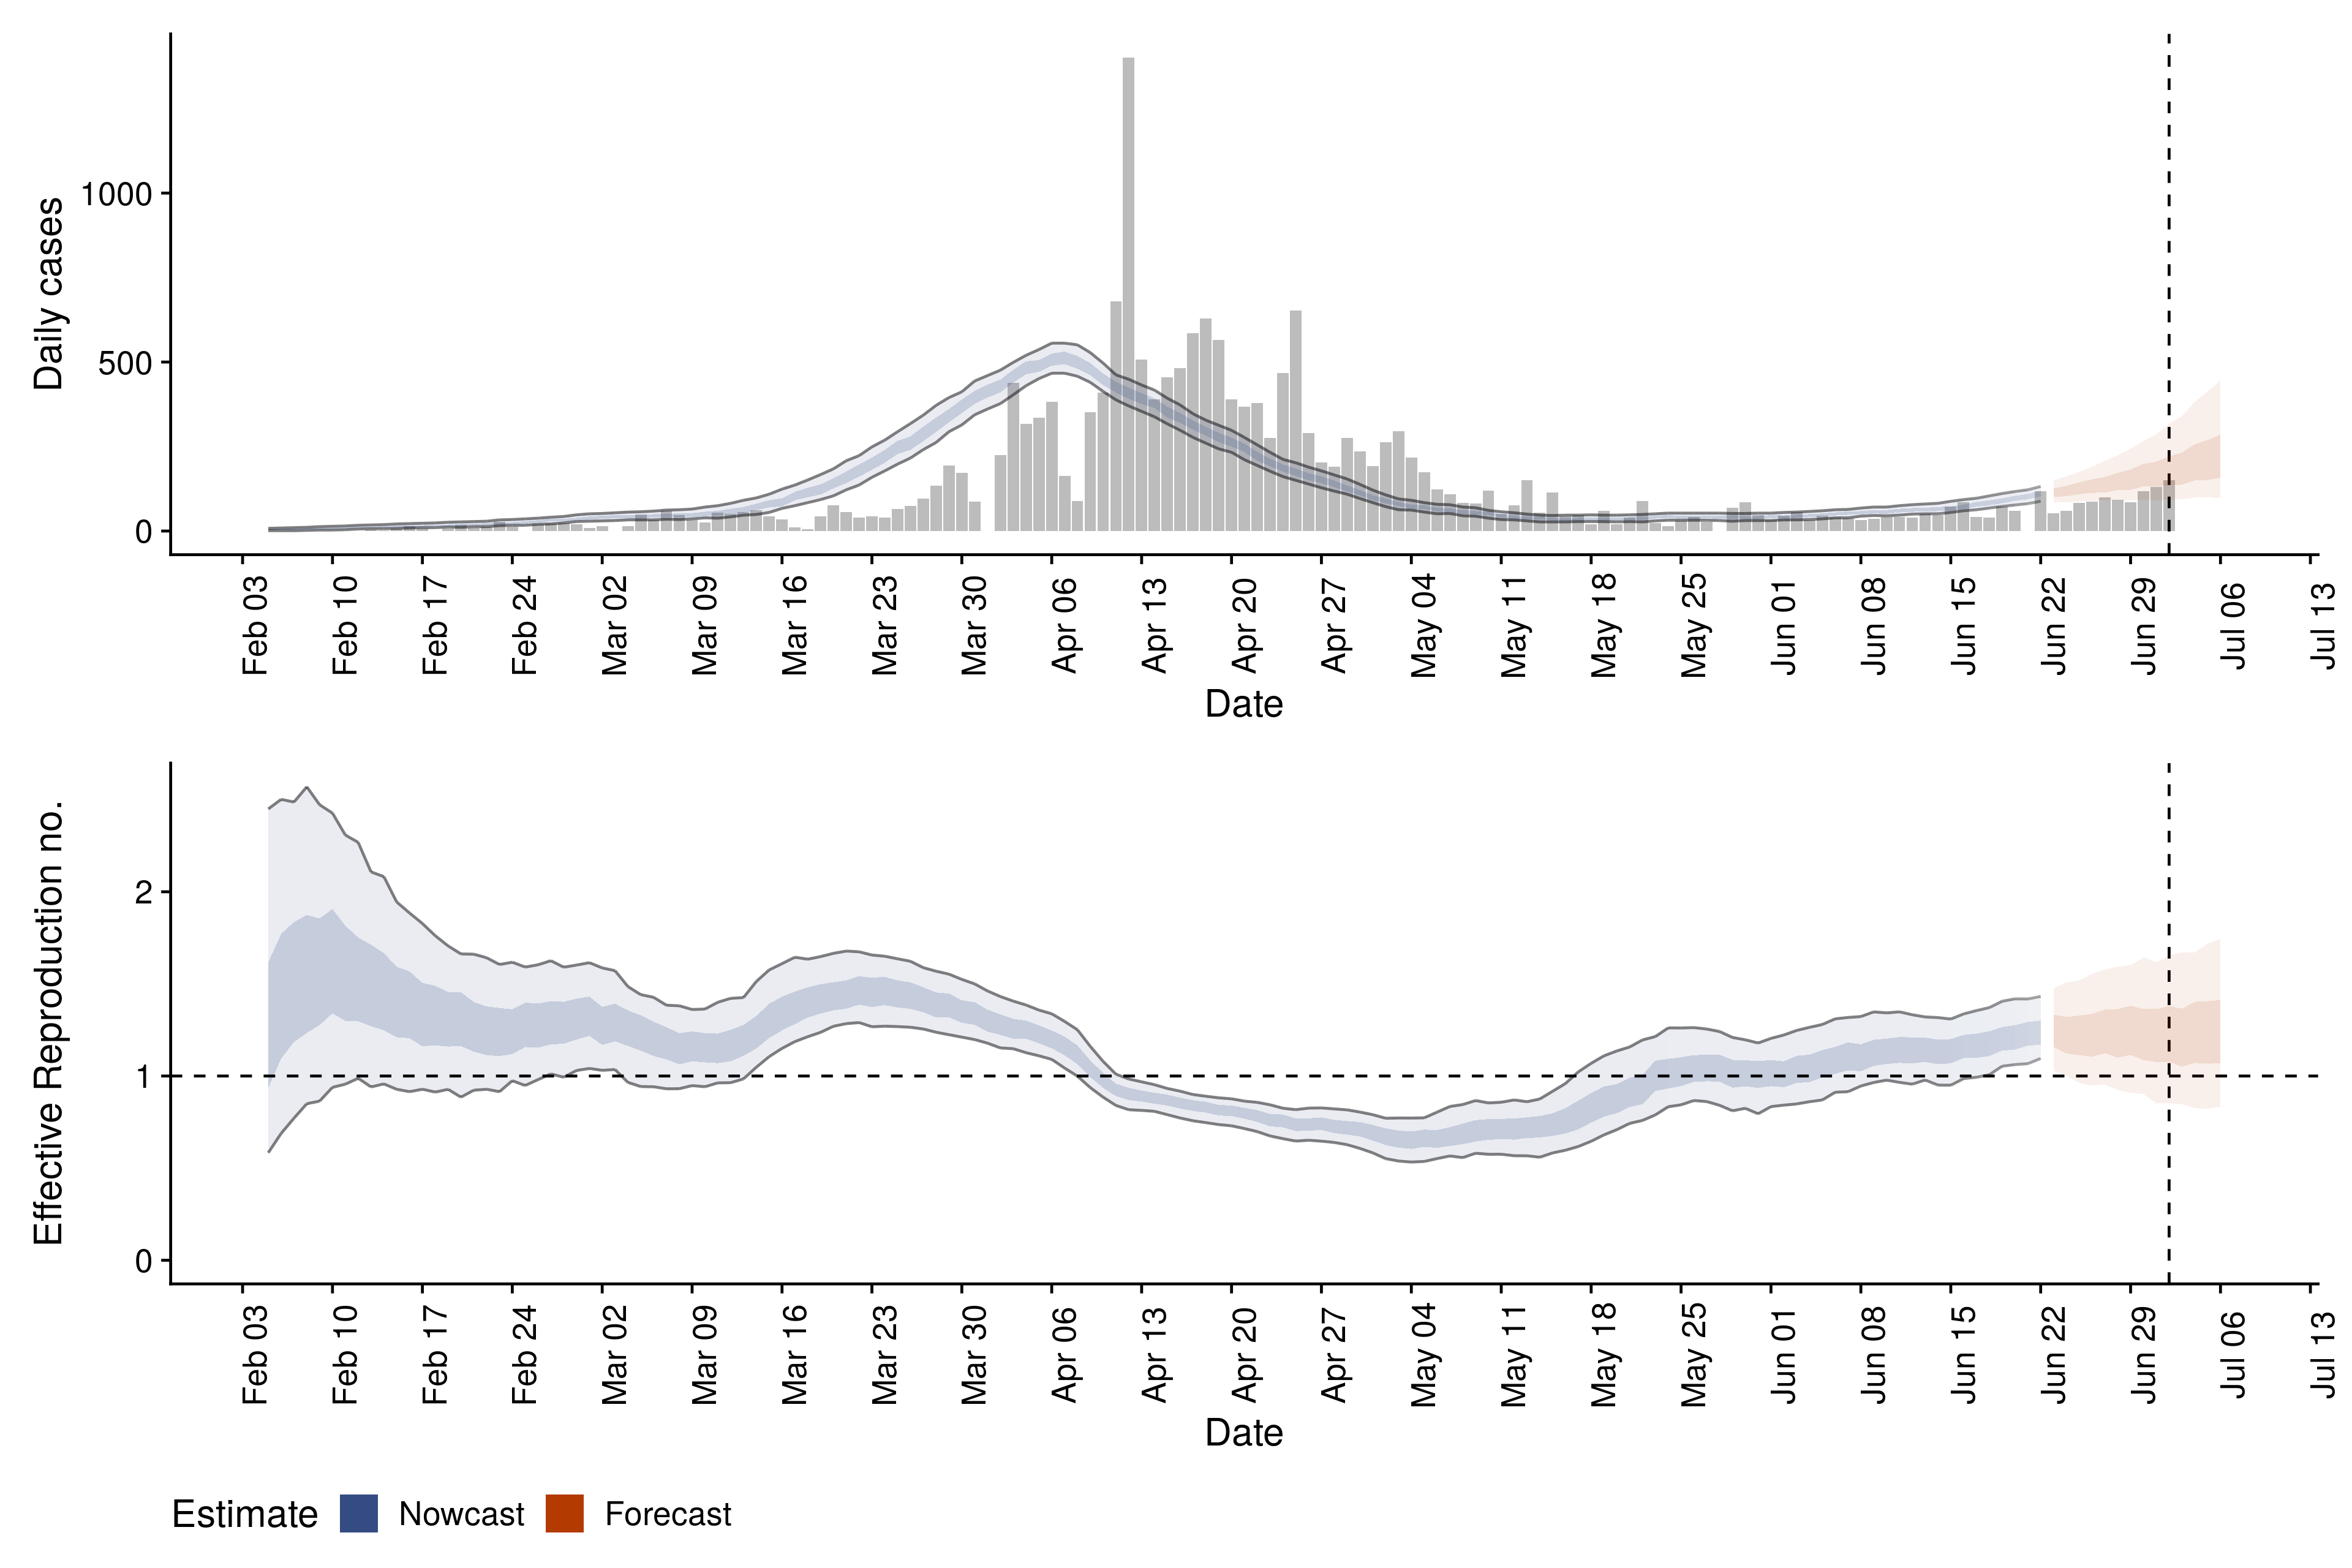 Daily cases
1000
500
0
Feb 03 Feb 10 Feb 17 Feb 24 Mar 02 Mar 09 Mar 16 Mar 23 Mar 30 Apr 06 Apr 13 Apr 20 Apr 27 May 04 May 11 May 18 May 25 Jun 01 Jun 08 Jun 15 Jun 22 Jun 29 Jul 06 Jul 13
Date
Effective Reproduction no.
2
1
0
Feb 03 Feb 10 Feb 17 Feb 24 Mar 02 Mar 09 Mar 16 Mar 23 Mar 30 Apr 06 Apr 13 Apr 20 Apr 27 May 04 May 11 May 18 May 25 Jun 01 Jun 08 Jun 15 Jun 22 Jun 29 Jul 06 Jul 13
Date
Estimate Nowcast Forecast